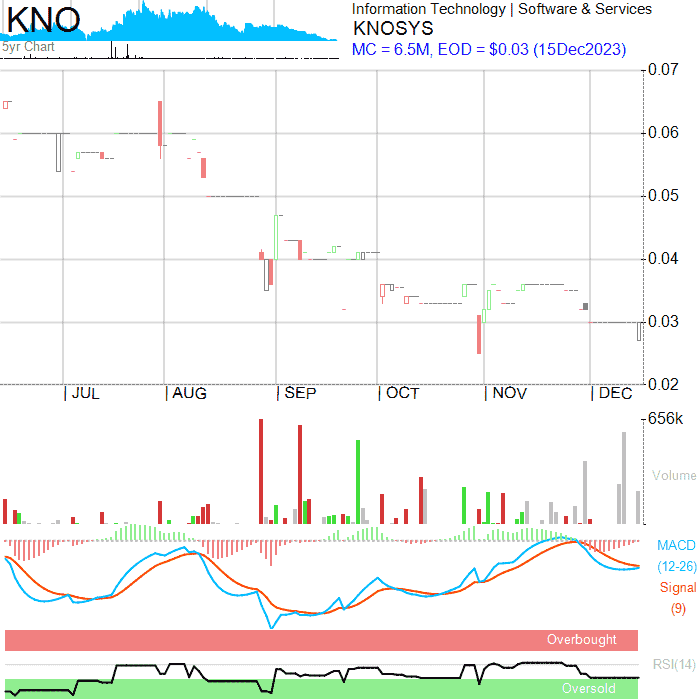 KNO
Information Technology | Software & Services
KNOSYS
MC = 6.5M, EOD = $0.03 (15Dec2023)
5yr Chart
0.07
0.06
0.05
0.04
0.03
0.02
| JUL | AUG | SEP | OCT | NOV | DEC
656k
Volume
MACD
(12-26)
Signal
(9)
Overbought
RSI(14)
Oversold